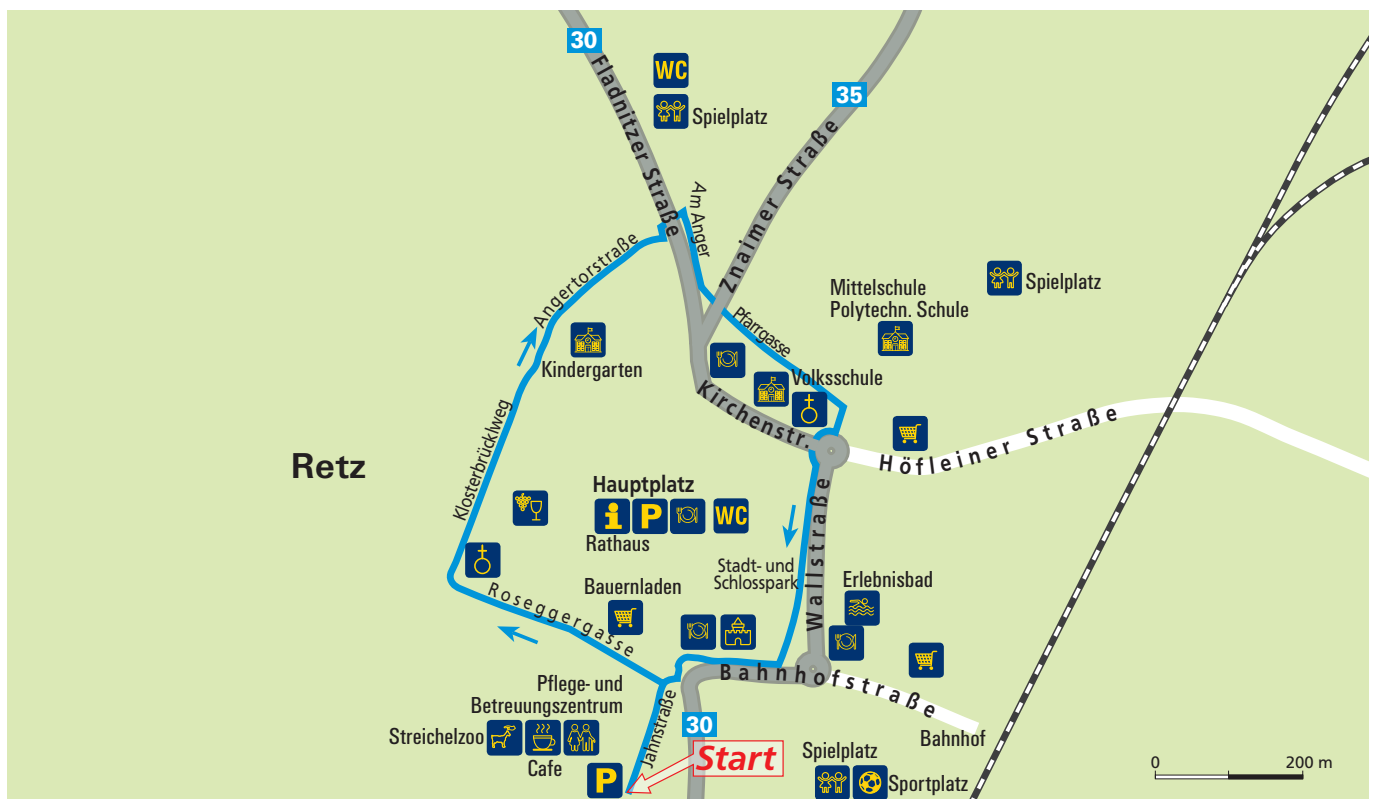 30
Fladnitzer Straße
WC
Spielplatz
35
Znaimer Straße
Am Anger
Angertorstraße
Pfarrgasse
Mittelschule
Polytechn. Schule
Spielplatz
Kindergarten
Volksschule
Kirchenstr.
Höfleiner Straße
Klosterbrücklweg
Retz
Hauptplatz
i P WC
Rathaus
Wallstraße
Stadt- und
Schlosspark
Erlebnisbad
Bauernladen
Roseggergasse
Bahnhofstraße
Pflege- und
Betreuungszentrum
Streichelzoo
Cafe
Jahnstraße
30
Bahnhof
P
Start
Spielplatz
Sportplatz
0 200 m